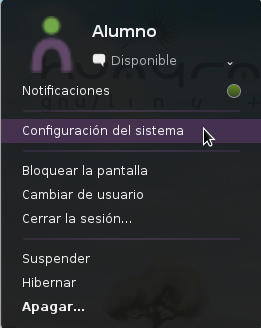 Alumno
Disponible
Notificaciones
Configuración del sistema
Bloquear la pantalla
Cambiar de usuario
Cerrar la sesión...
Suspender
Hibernar
Apagar...